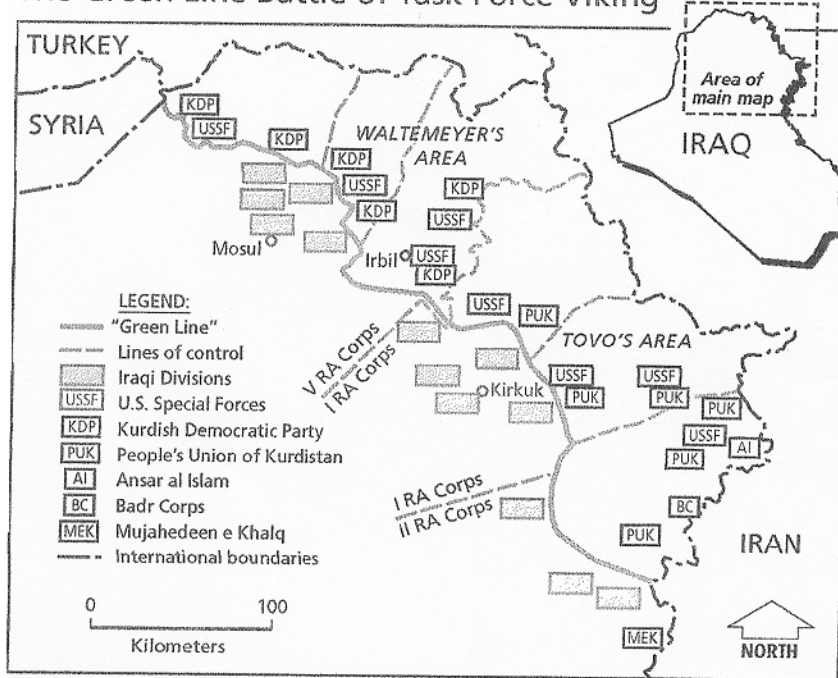 The Green Line Battle of Task Force Viking
TURKEY
SYRIA
KDP
USSF
KDP
WALTEMEYER'S
AREA
KDP
USSF
KDP
KDP
USSF
Mosul
Irbil
USSF
KDP
Area of
main map
IRAQ
USSF
PUK
TOVO'S AREA
V RA Corps
I RA Corps
Kirkuk
USSF
PUK
USSF
PUK
PUK
USSF
PUK
AI
I RA Corps
II RA Corps
BC
PUK
IRAN
MEK
NORTH
LEGEND:
"Green Line"
Lines of control
Iraqi Divisions
USSF U.S. Special Forces
KDP Kurdish Democratic Party
PUK People's Union of Kurdistan
AI Ansar al Islam
BC Badr Corps
MEK Mujahedeen e Khalq
International boundaries
0 100
Kilometers